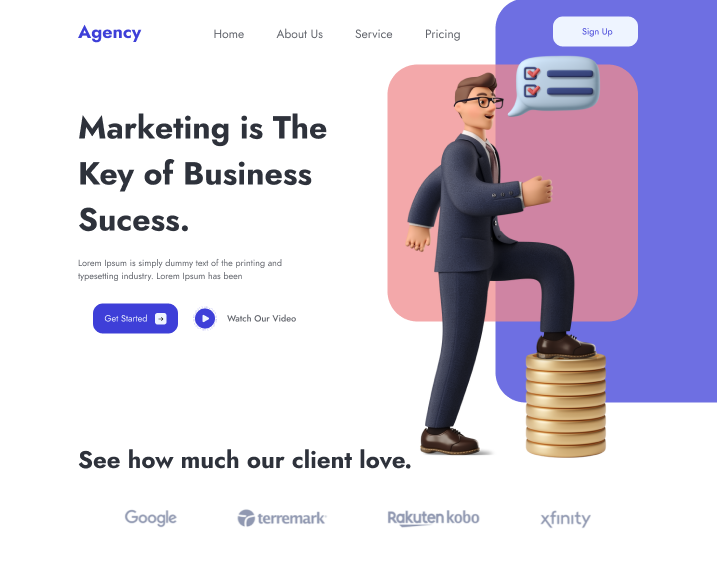 Agency
Home
About Us
Service
Pricing
Sign Up
Marketing is The
Key of Business
Sucess.
Lorem Ipsum is simply dummy text of the printing and
typesetting industry. Lorem Ipsum has been
Get Started
Watch Our Video
See how much our client love.
Google
terremark
Rakuten kobo
xfinity